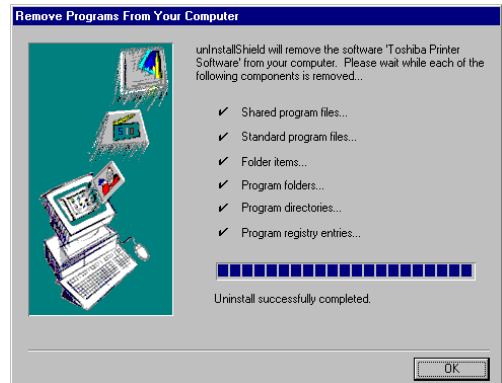 Remove Programs From Your Computer
unInstallShield will remove the software 'Toshiba Printer
Software' from your computer. Please wait while each of the
following components is removed...
✔ Shared program files...
✔ Standard program files...
✔ Folder items...
✔ Program folders...
✔ Program directories...
✔ Program registry entries...
Uninstall successfully completed.
OK